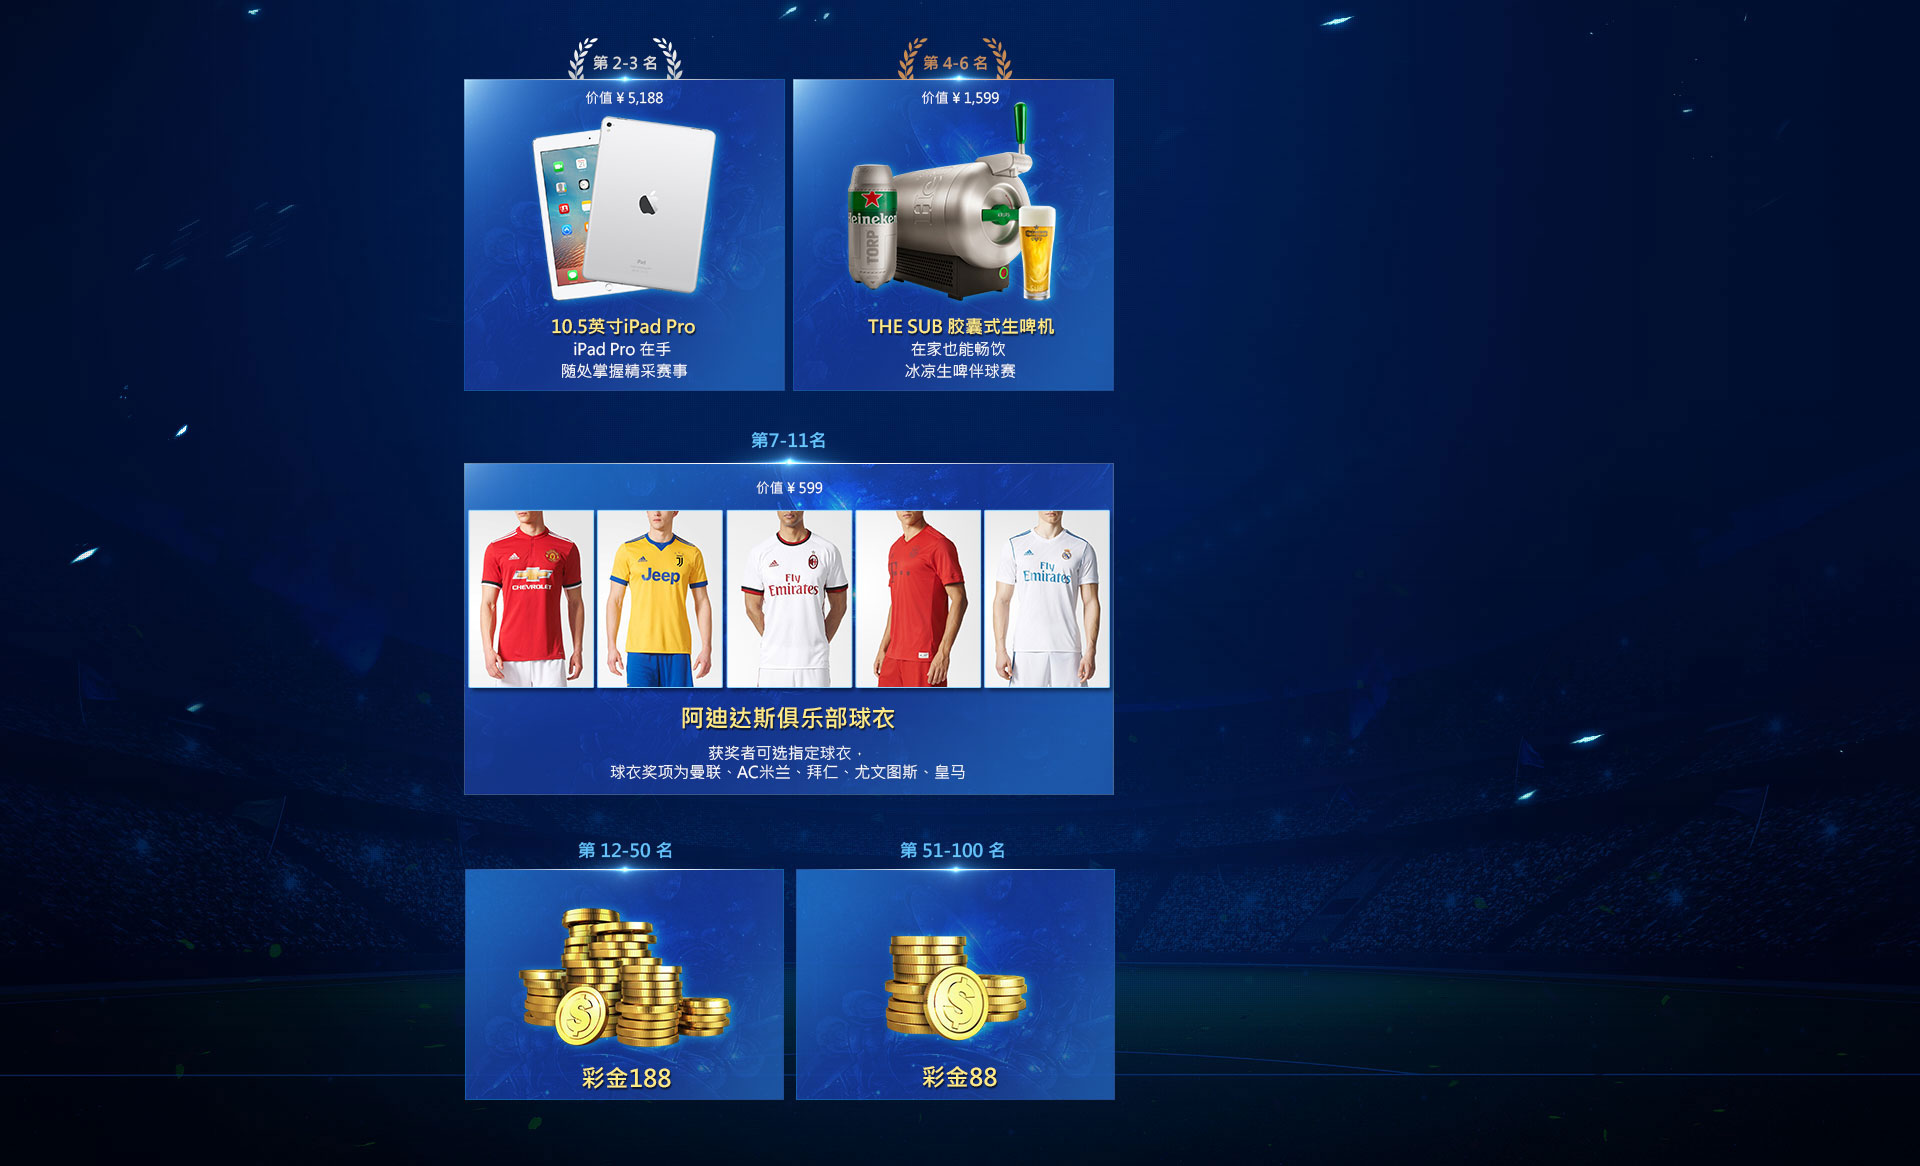 第 2-3 名
第 4-6 名
价值 ¥ 5,188
价值 ¥ 1,599
Heineken
TORP
iPad
10.5英寸iPad Pro
iPad Pro 在手
随处掌握精采赛事
THE SUB 胶囊式生啤机
在家也能畅饮
冰凉生啤伴球赛
第7-11名
价值 ¥ 599
CHEVROLET
Jeep
Fly
Emirates
Fly
Emirates
阿迪达斯俱乐部球衣
获奖者可选指定球衣，
球衣奖项为曼联、AC米兰、拜仁、尤文图斯、皇马
第 12-50 名
第 51-100 名
彩金188
彩金88